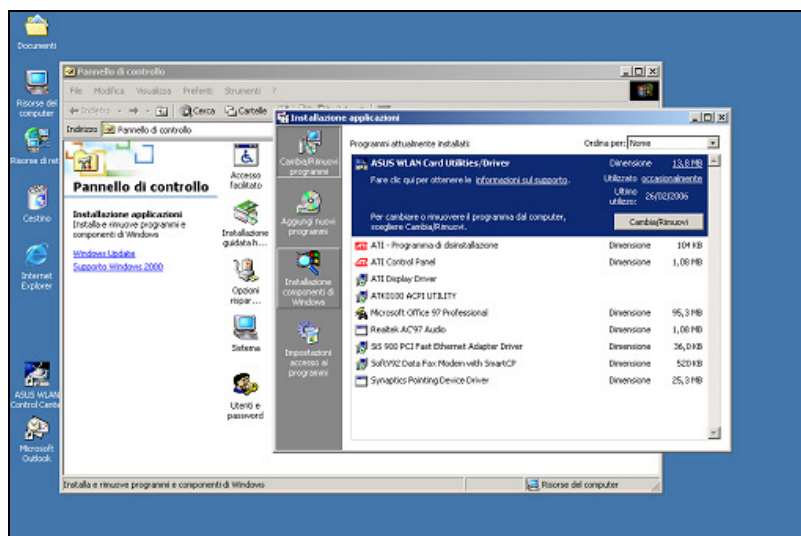 Documenti
Risorse del computer
Risorse di ret
Cestino
Internet Explorer
ASUS WLAN Control Cente
Microsoft Outlook
Pannello di controllo
File Modifica Visualizza Preferiti Strumenti ?
Indietro Cerca Cartelle
Indirizzo Pannello di controllo
Pannello di controllo
Installazione applicazioni
Installa e rimuove programmi e
componenti di Windows
Windows Update
Supporto Windows 2000
Accesso facilitato
Installazione guidata h...
Opzioni rispar...
Sistema
Utenti e password
Installa e rimuove programmi e componenti di Windows
Risorse del computer
Installazione applicazioni
Cambia/Rimuovi programmi
Aggiungi nuovi programmi
Installazione componenti di Windows
Impostazioni accesso ai programmi
Programmi attualmente installati: Ordina per: Nome
ASUS WLAN Card Utilities/Driver Dimensione 13,8MB
Fare clic qui per ottenere le informazioni sul supporto. Utilizzato occasionalmente
Ultimo utilizzo: 26/02/2006
Per cambiare o rimuovere il programma dal computer,
scegliere Cambia/Rimuovi.
Cambia/Rimuovi
ATI - Programma di disinstallazione Dimensione 104 KB
ATI Control Panel Dimensione 1,08 MB
ATI Display Driver
ATK0100 ACPI UTILITY
Microsoft Office 97 Professional Dimensione 95,3 MB
Realtek AC'97 Audio Dimensione 1,08 MB
SiS 900 PCI Fast Ethernet Adapter Driver Dimensione 36,0 KB
SoftV92 Data Fax Modem with SmartCP Dimensione 520 KB
Synaptics Pointing Device Driver Dimensione 25,3 MB